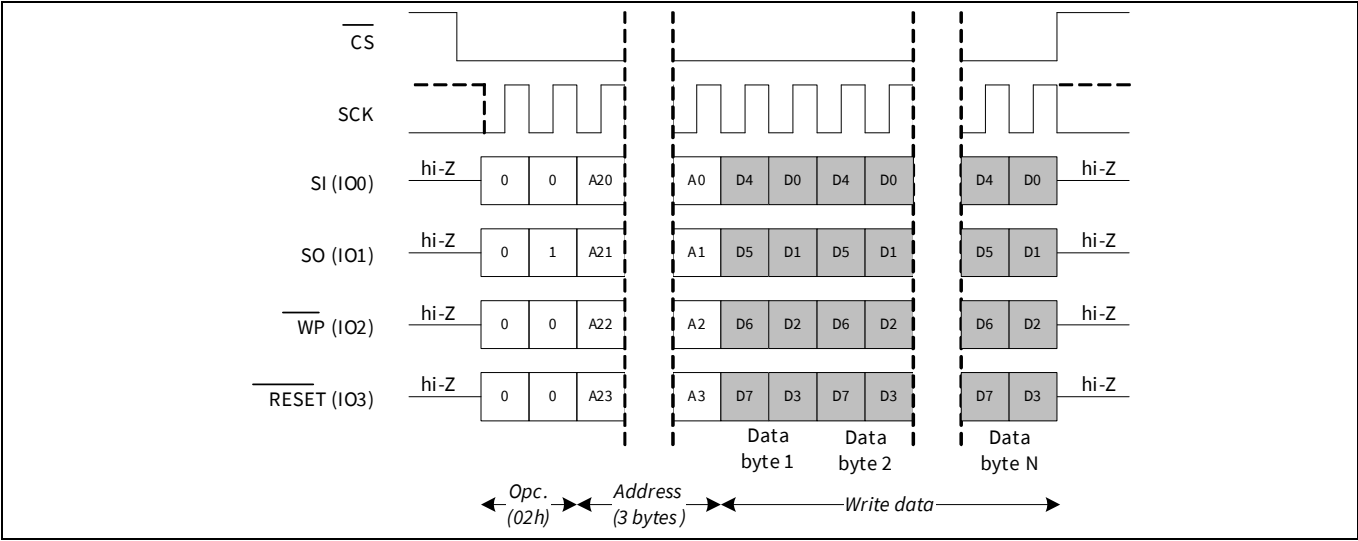 CS
SCK
SI (IO0) hi-Z 0 0 A20 A0 D4 D0 D4 D0 D4 D0 hi-Z
SO (IO1) hi-Z 0 1 A21 A1 D5 D1 D5 D1 D5 D1 hi-Z
WP (IO2) hi-Z 0 0 A22 A2 D6 D2 D6 D2 D6 D2 hi-Z
RESET (IO3) hi-Z 0 0 A23 A3 D7 D3 D7 D3 D7 D3 hi-Z
Data Data Data
byte 1 byte 2 byte N
Opc. Address Write data
(02h) (3 bytes)